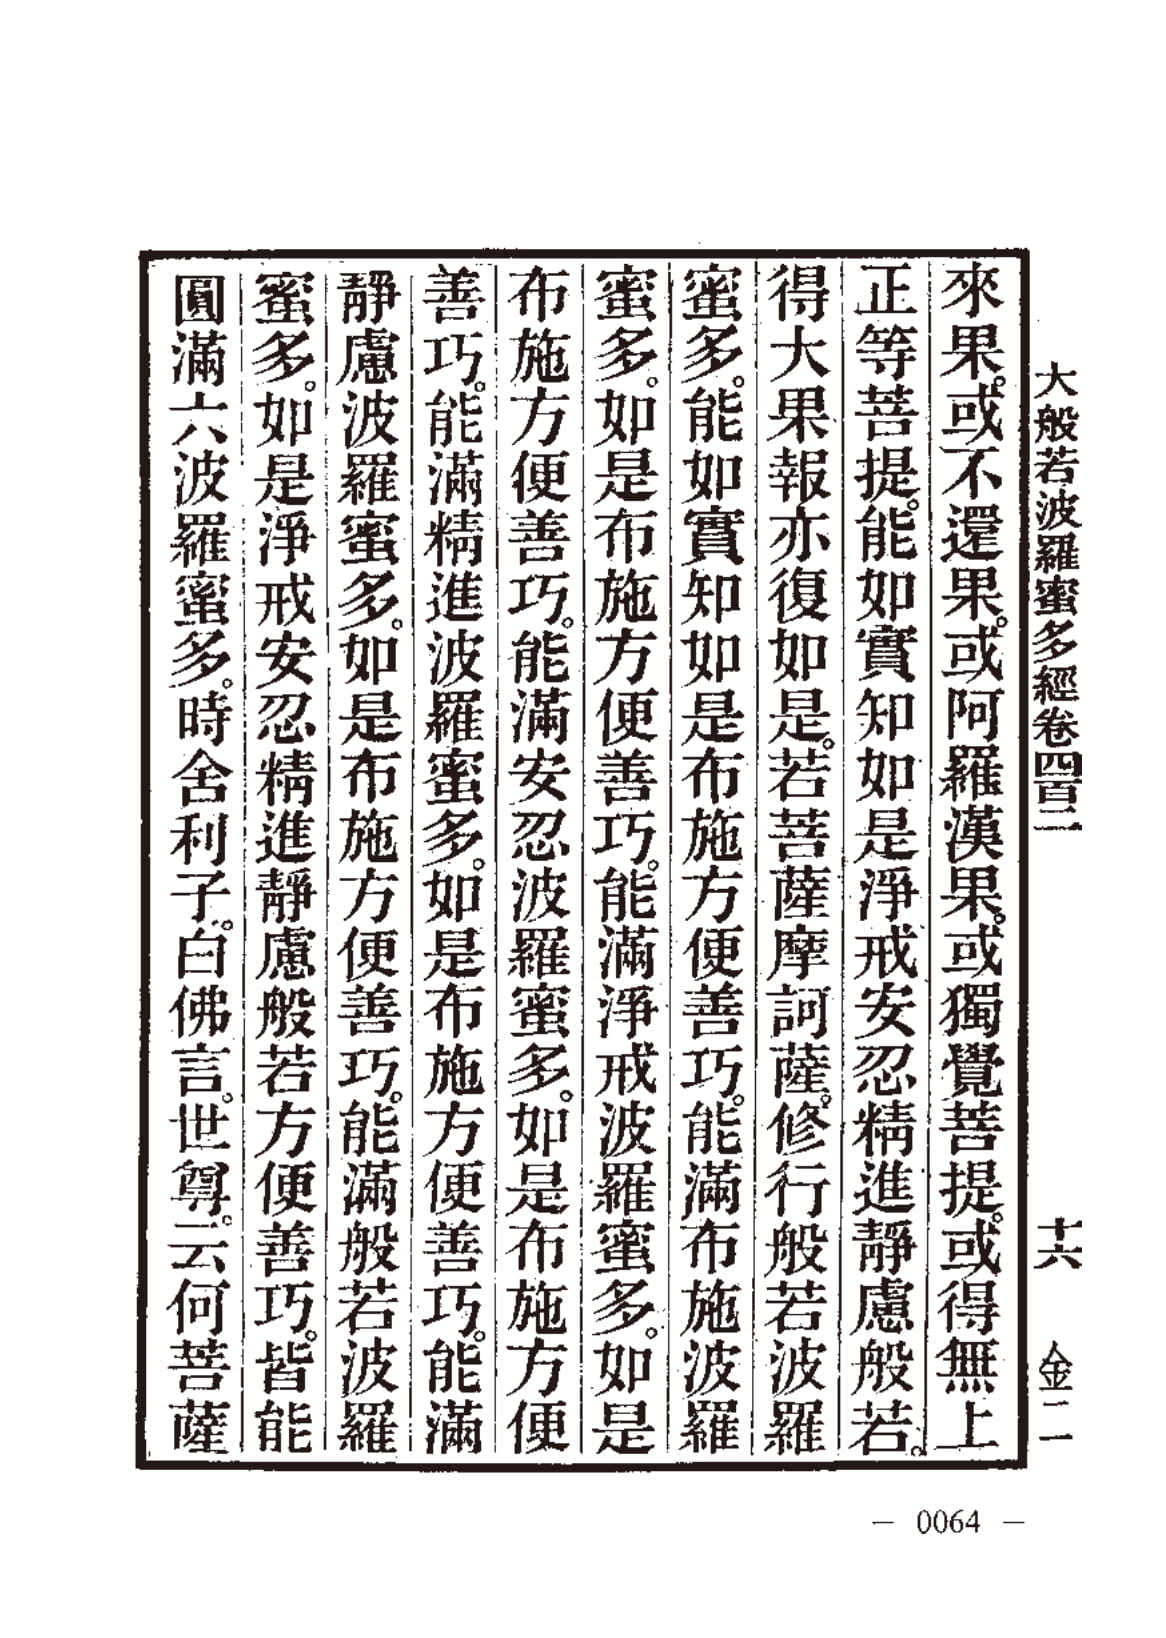 大般若波羅蜜多經卷四百二 十六 金二
來果。或不還果。或阿羅漢果。或獨覺菩提。或得無上
正等菩提。能如實知如是淨戒安忍精進靜慮般若。
得大果報亦復如是。若菩薩摩訶薩。修行般若波羅
蜜多。能如實知如是布施方便善巧。能滿布施波羅
蜜多。如是布施方便善巧。能滿淨戒波羅蜜多。如是
布施方便善巧。能滿安忍波羅蜜多。如是布施方便
善巧。能滿精進波羅蜜多。如是布施方便善巧。能滿
靜慮波羅蜜多。如是布施方便善巧。能滿般若波羅
蜜多。如是淨戒安忍精進靜慮般若方便善巧。皆能
圓滿六波羅蜜多。時舍利子。白佛言。世尊。云何菩薩
— 0064 —